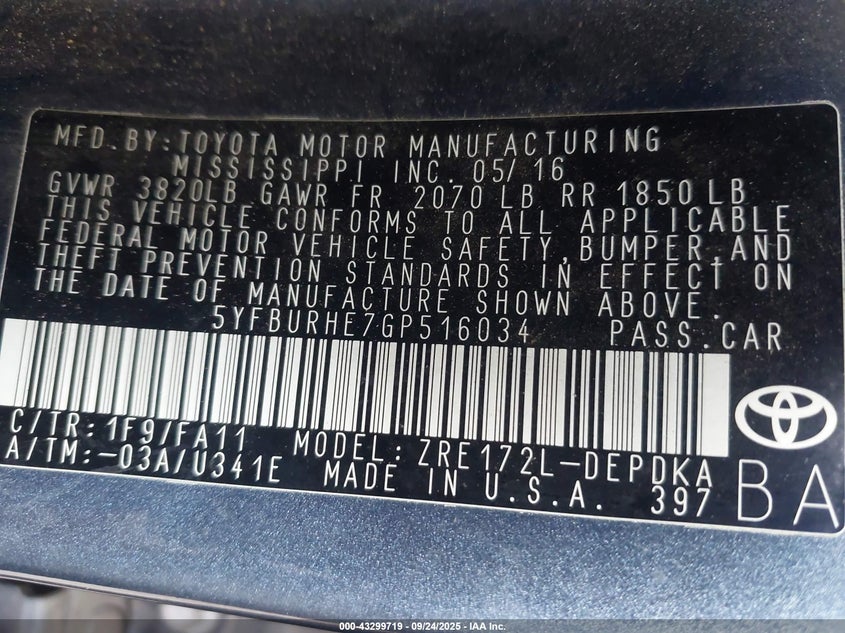 MFD. BY: TOYOTA MOTOR MANUFACTURING
MISSISSIPPI INC. 05/16
GVWR 3820LB GAWR FR 2070 LB RR 1850 LB
THIS VEHICLE CONFORMS TO ALL APPLICABLE
FEDERAL MOTOR VEHICLE SAFETY, BUMPER, AND
THEFT PREVENTION STANDARDS IN EFFECT ON
THE DATE OF MANUFACTURE SHOWN ABOVE.
5YFBURHE7GP516034 PASS. CAR
C/TR: 1F9/FA11 MODEL: ZRE172L-DEPDKA
A/TM: -03A/U341E MADE IN U.S.A. 397 BA
000-43299719 - 09/24/2025 - IAA Inc.